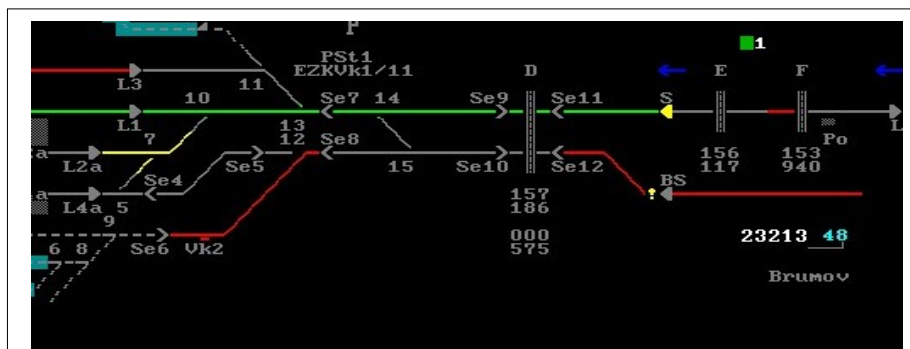 1
PSt1
EZKVk1/11 D E F
L3 11
10 Se7 14 Se9 Se11 S
L1 13
7 12 Se8 Po
L2a Se5 15 Se10 Se12 156 153
Se4 117 940
L4a 5 157 BS
9 186
6 8 Se6 Vk2 000 23213 48
575
Brumov